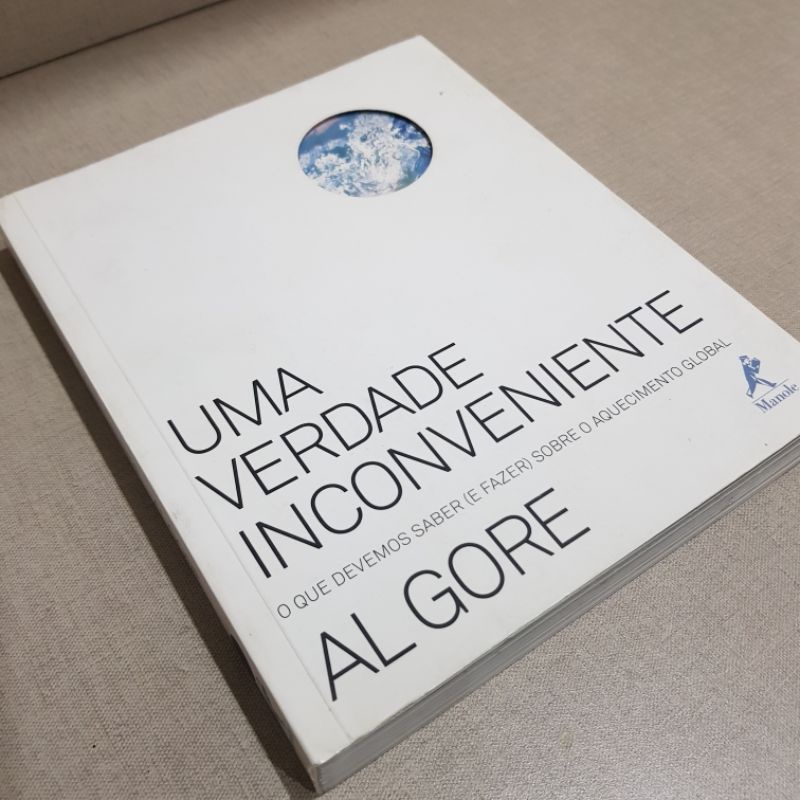 UMA
VERDADE
INCONVENIENTE
O QUE DEVEMOS SABER (E FAZER) SOBRE O AQUECIMENTO GLOBAL
Manole
AL GORE